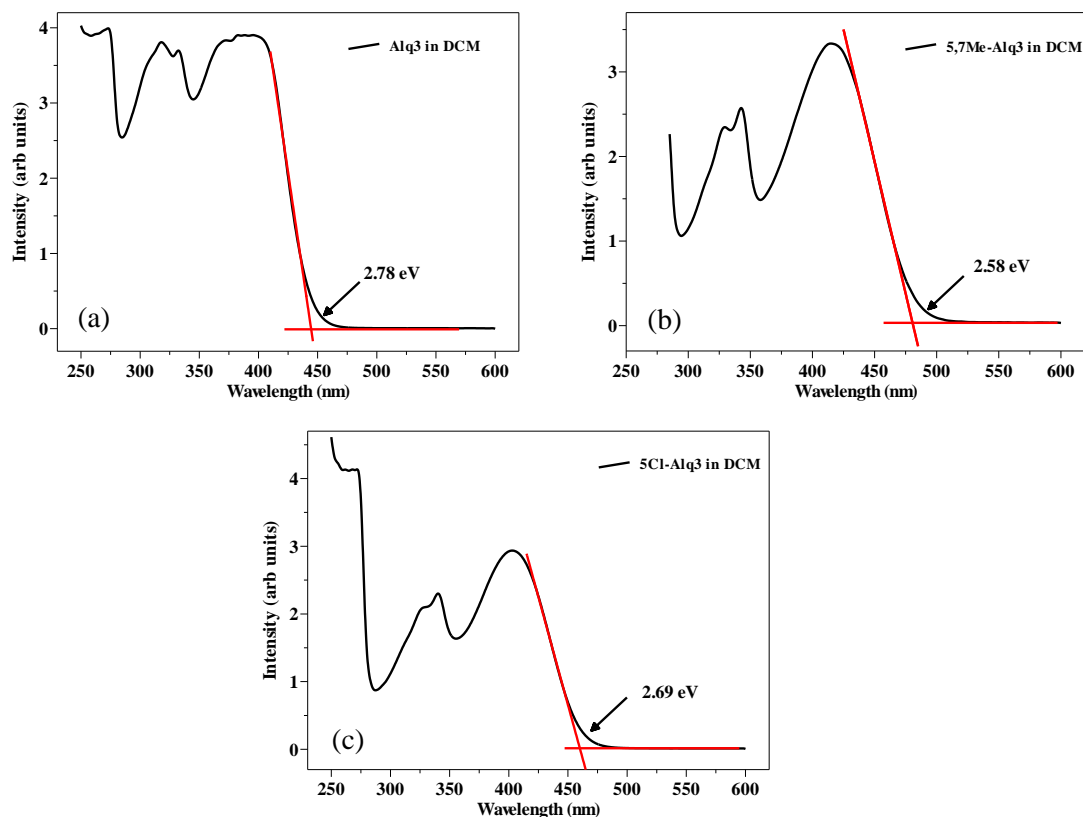 Alq3 in DCM
Intensity (arb units)
4
3
2
1
0
2.78 eV
(a)
250 300 350 400 450 500 550 600
Wavelength (nm)
5,7Me-Alq3 in DCM
Intensity (arb units)
3
2
1
0
2.58 eV
(b)
250 300 350 400 450 500 550 600
Wavelength (nm)
5Cl-Alq3 in DCM
Intensity (arb units)
4
3
2
1
0
2.69 eV
(c)
250 300 350 400 450 500 550 600
Wavelength (nm)